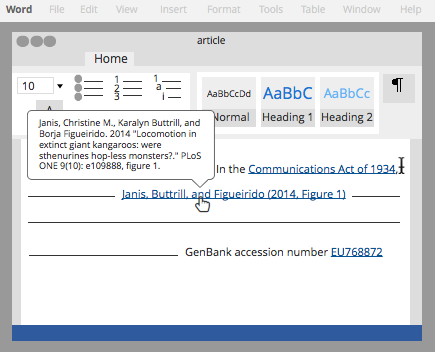 Word File Edit View Insert Format Tools Table Window Help
article
Home
10
1
2
3
1
a
i
¶
AaBbCcDd AaBbC AaBbCc
Normal Heading 1 Heading 2
A
Janis, Christine M., Karalyn Buttrill, and
Borja Figueirido. 2014 "Locomotion in
extinct giant kangaroos: were
sthenurines hop-less monsters?." PLoS
ONE 9(10): e109888, figure 1.
In the Communications Act of 1934,
Janis, Buttrill, and Figueirido (2014, Figure 1)
GenBank accession number EU768872